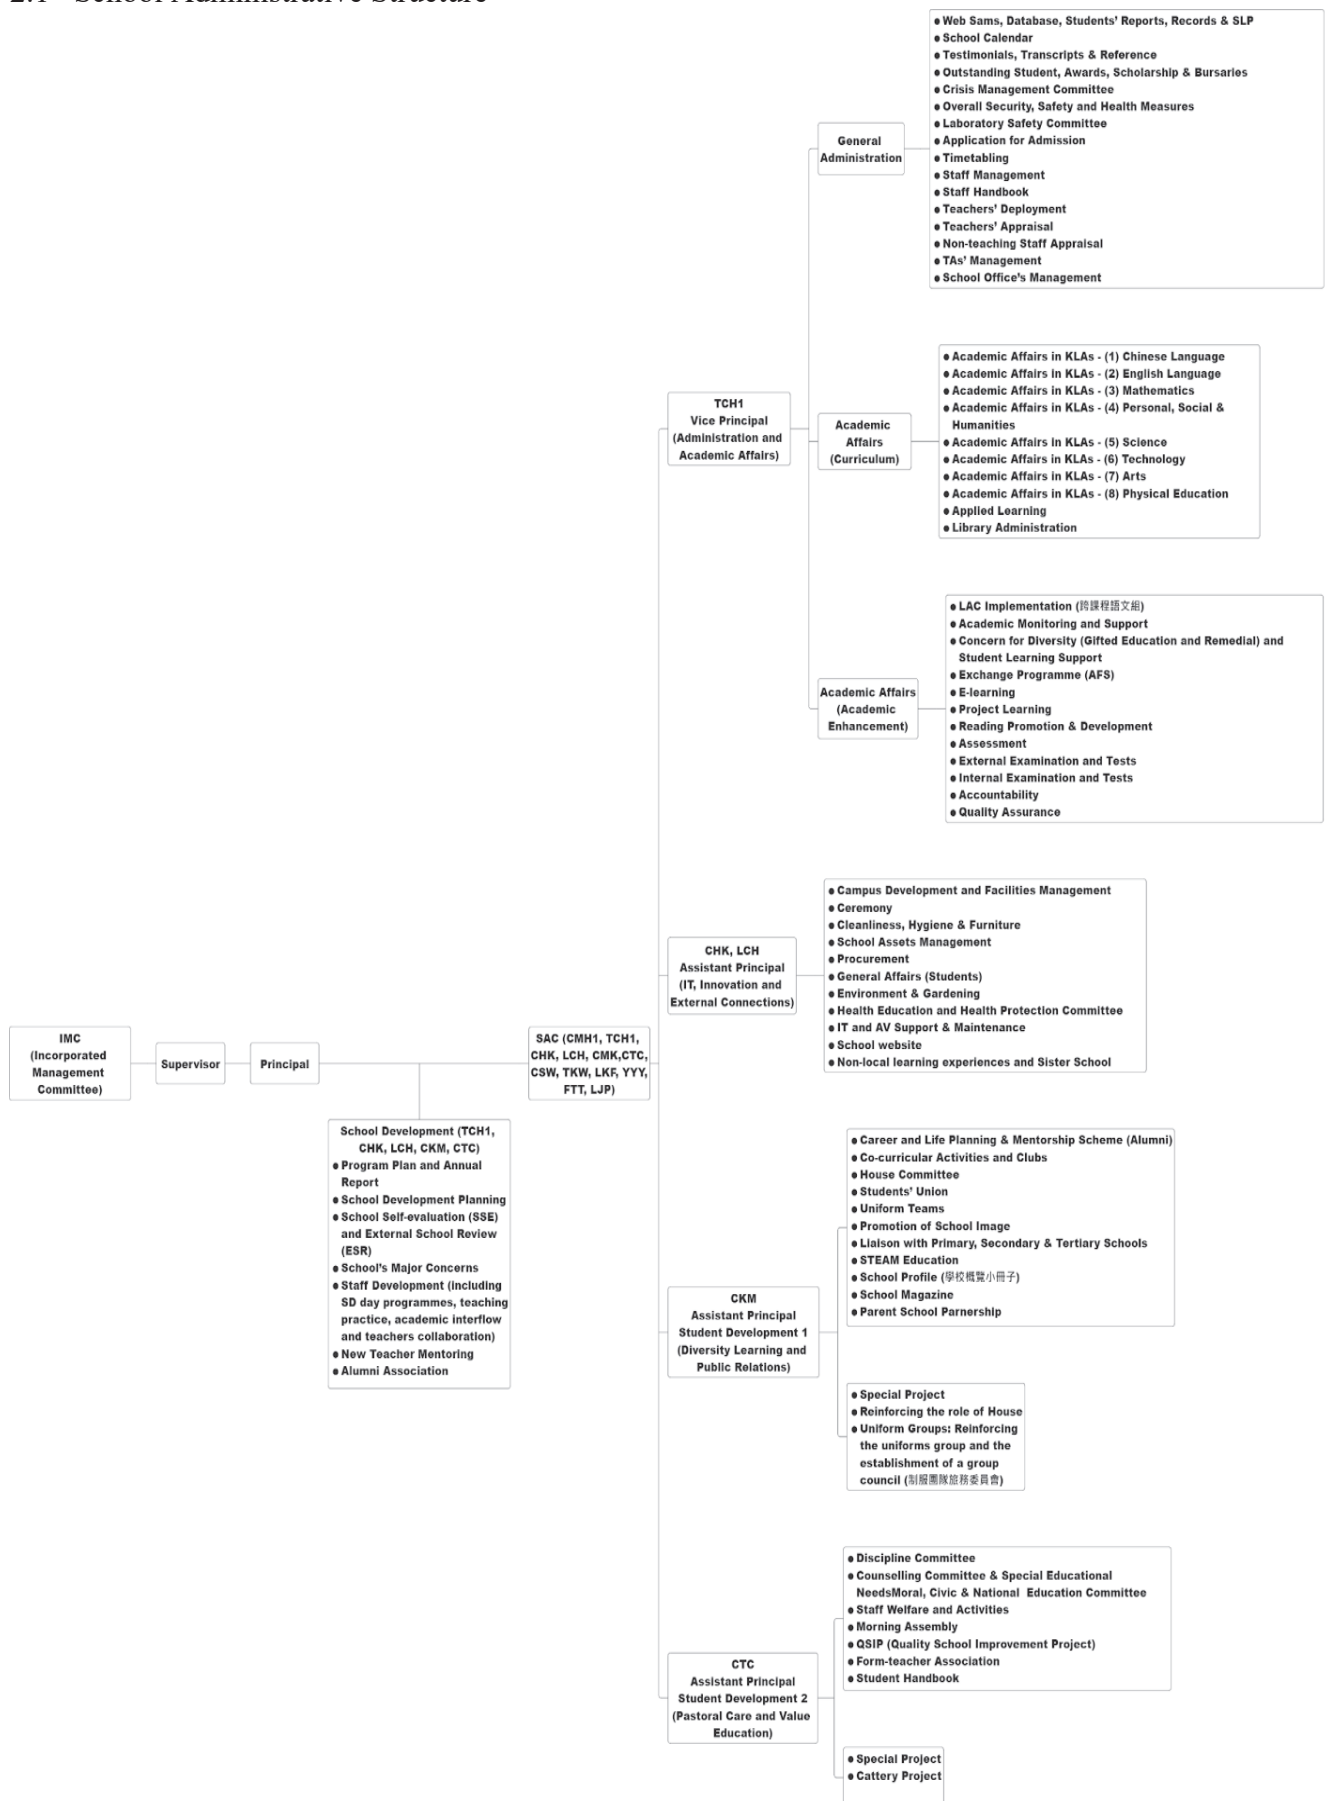 2.1 School Administrative Structure
● Web Sams, Database, Students' Reports, Records & SLP
● School Calendar
● Testimonials, Transcripts & Reference
● Outstanding Student, Awards, Scholarship & Bursaries
● Crisis Management Committee
● Overall Security, Safety and Health Measures
● Laboratory Safety Committee
● Application for Admission
● Timetabling
● Staff Management
● Staff Handbook
● Teachers' Deployment
● Teachers' Appraisal
● Non-teaching Staff Appraisal
● TAs' Management
● School Office's Management
General
Administration
● Academic Affairs in KLAs - (1) Chinese Language
● Academic Affairs in KLAs - (2) English Language
● Academic Affairs in KLAs - (3) Mathematics
● Academic Affairs in KLAs - (4) Personal, Social &
Humanities
● Academic Affairs in KLAs - (5) Science
● Academic Affairs in KLAs - (6) Technology
● Academic Affairs in KLAs - (7) Arts
● Academic Affairs in KLAs - (8) Physical Education
● Applied Learning
● Library Administration
TCH1
Vice Principal
(Administration and
Academic Affairs)
Academic
Affairs
(Curriculum)
● LAC Implementation (跨課程語文組)
● Academic Monitoring and Support
● Concern for Diversity (Gifted Education and Remedial) and
Student Learning Support
● Exchange Programme (AFS)
● E-learning
● Project Learning
● Reading Promotion & Development
● Assessment
● External Examination and Tests
● Internal Examination and Tests
● Accountability
● Quality Assurance
Academic Affairs
(Academic
Enhancement)
● Campus Development and Facilities Management
● Ceremony
● Cleanliness, Hygiene & Furniture
● School Assets Management
● Procurement
● General Affairs (Students)
● Environment & Gardening
● Health Education and Health Protection Committee
● IT and AV Support & Maintenance
● School website
● Non-local learning experiences and Sister School
CHK, LCH
Assistant Principal
(IT, Innovation and
External Connections)
IMC
(Incorporated
Management
Committee)
Supervisor
Principal
SAC (CMH1, TCH1,
CHK, LCH, CMK,CTC,
CSW, TKW, LKF, YYY,
FTT, LJP)
School Development (TCH1,
CHK, LCH, CKM, CTC)
● Program Plan and Annual
Report
● School Development Planning
● School Self-evaluation (SSE)
and External School Review
(ESR)
● School's Major Concerns
● Staff Development (including
SD day programmes, teaching
practice, academic interflow
and teachers collaboration)
● New Teacher Mentoring
● Alumni Association
● Career and Life Planning & Mentorship Scheme (Alumni)
● Co-curricular Activities and Clubs
● House Committee
● Students' Union
● Uniform Teams
● Promotion of School Image
● Liaison with Primary, Secondary & Tertiary Schools
● STEAM Education
● School Profile (學校概覽小冊子)
● School Magazine
● Parent School Parnership
CKM
Assistant Principal
Student Development 1
(Diversity Learning and
Public Relations)
● Special Project
● Reinforcing the role of House
● Uniform Groups: Reinforcing
the uniforms group and the
establishment of a group
council (制服團隊旅務委員會)
● Discipline Committee
● Counselling Committee & Special Educational
NeedsMoral, Civic & National Education Committee
● Staff Welfare and Activities
● Morning Assembly
● QSIP (Quality School Improvement Project)
● Form-teacher Association
● Student Handbook
CTC
Assistant Principal
Student Development 2
(Pastoral Care and Value
Education)
● Special Project
● Cattery Project